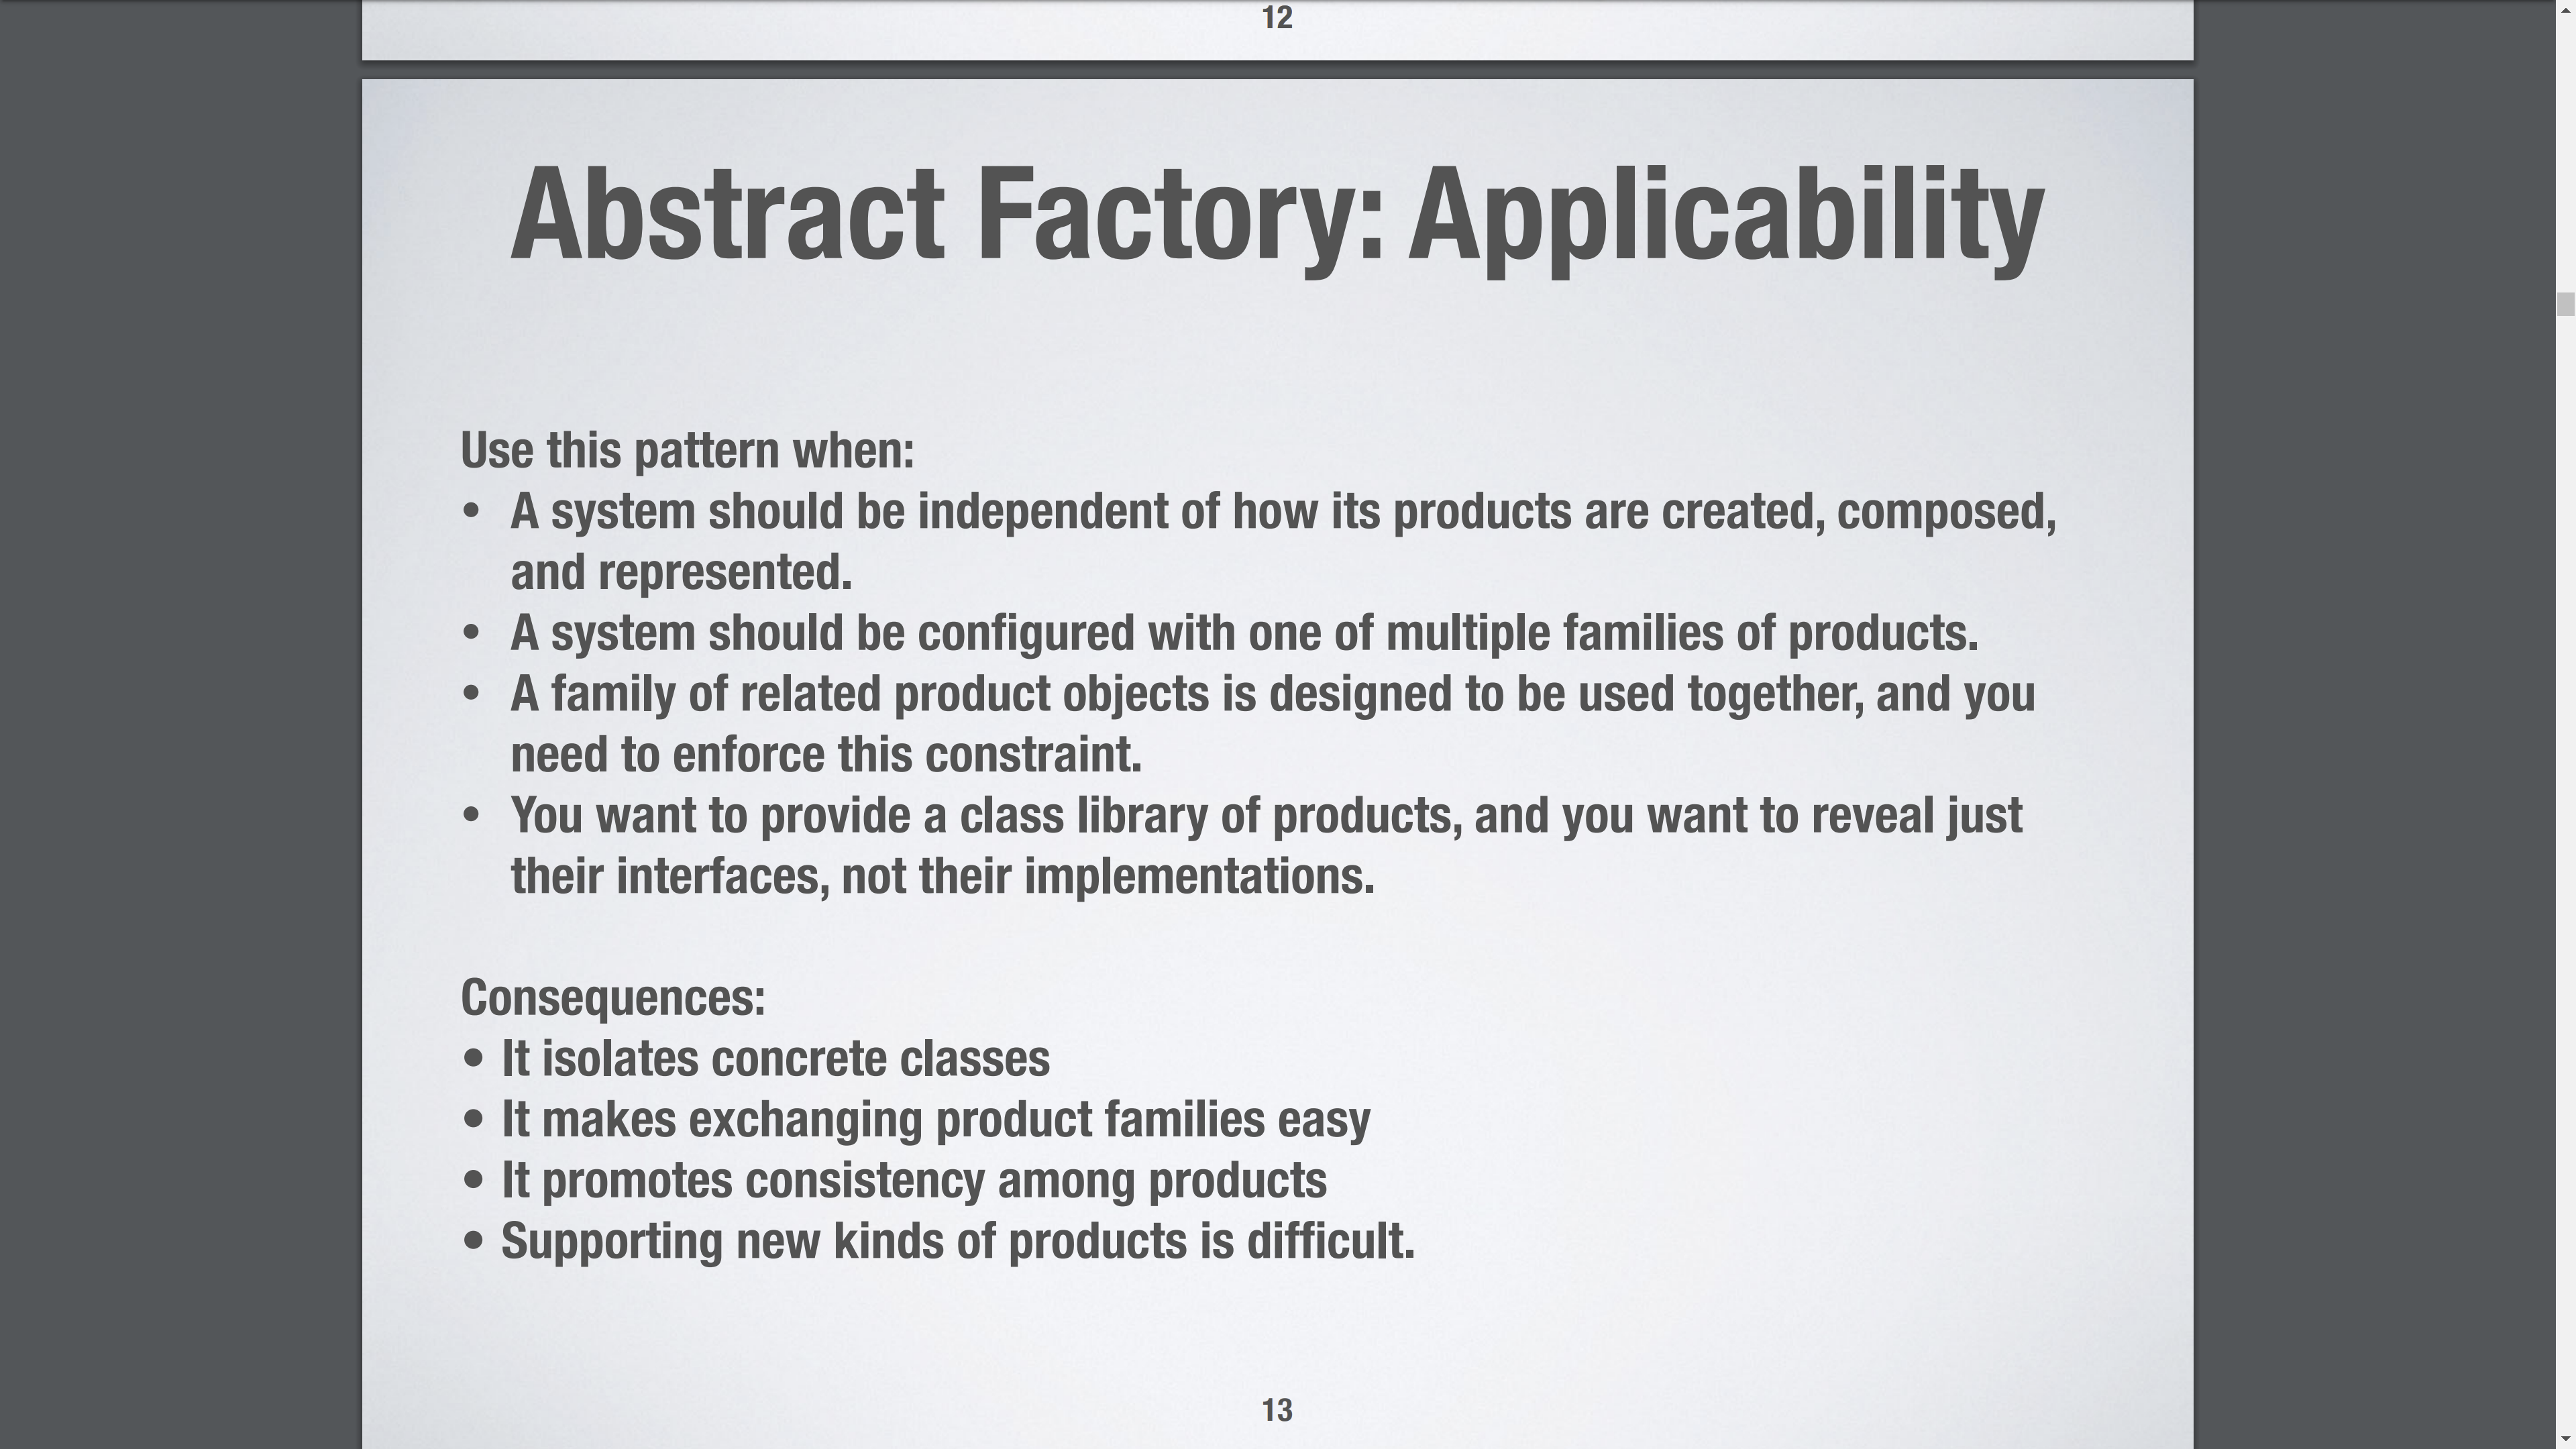 12
Abstract Factory: Applicability
Use this pattern when:
• A system should be independent of how its products are created, composed,
and represented.
• A system should be configured with one of multiple families of products.
• A family of related product objects is designed to be used together, and you
need to enforce this constraint.
• You want to provide a class library of products, and you want to reveal just
their interfaces, not their implementations.
Consequences:
• It isolates concrete classes
• It makes exchanging product families easy
• It promotes consistency among products
• Supporting new kinds of products is difficult.
13